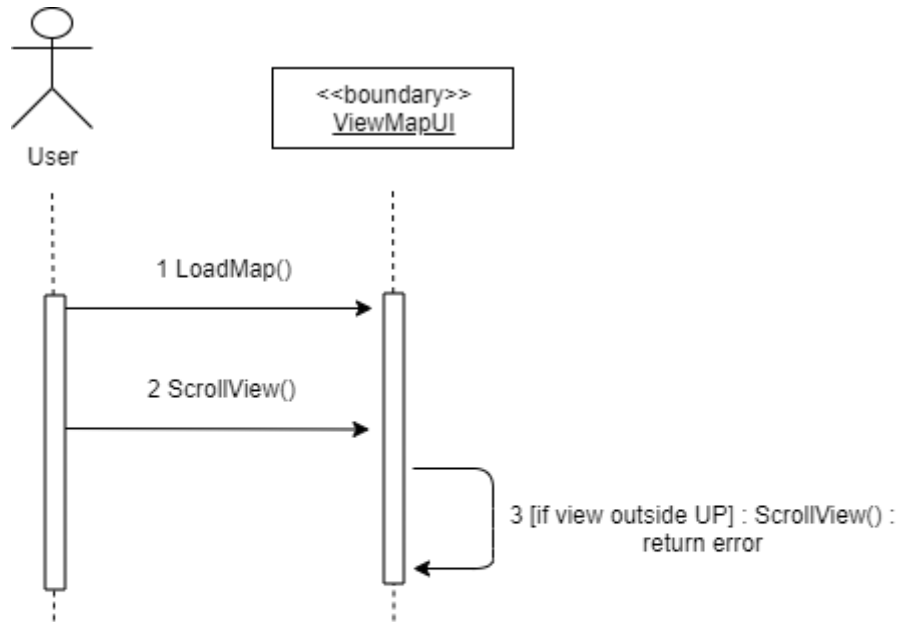 <<boundary>>
ViewMapUI
User
1 LoadMap()
2 ScrollView()
3 [if view outside UP] : ScrollView() :
return error